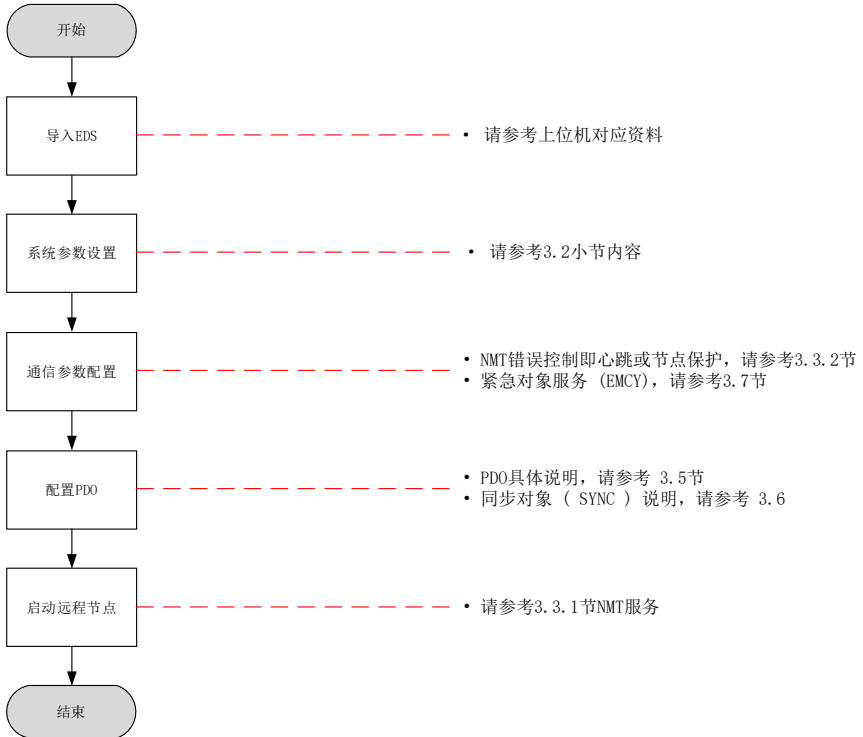 开始
导入EDS
• 请参考上位机对应资料
系统参数设置
• 请参考3.2小节内容
通信参数配置
• NMT错误控制即心跳或节点保护，请参考3.3.2节
• 紧急对象服务 (EMCY)，请参考3.7节
配置PDO
• PDO具体说明，请参考 3.5节
• 同步对象 ( SYNC ) 说明，请参考 3.6
启动远程节点
• 请参考3.3.1节NMT服务
结束